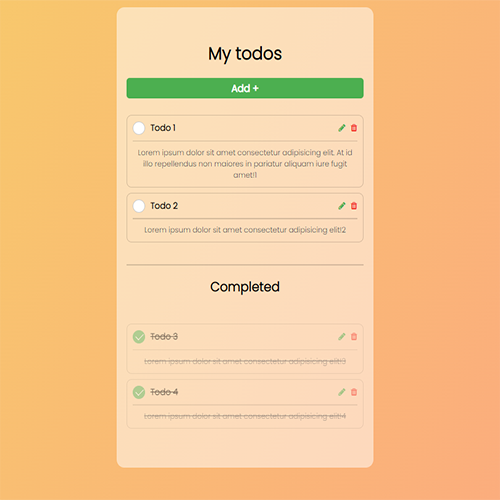 My todos
Add +
Todo 1
Lorem ipsum dolor sit amet consectetur adipisicing elit. At id
illo repellendus non maiores in pariatur aliquam iure fugit
amet!1
Todo 2
Lorem ipsum dolor sit amet consectetur adipisicing elit!2
Completed
Todo 3
Lorem ipsum dolor sit amet consectetur adipisicing elit!3
Todo 4
Lorem ipsum dolor sit amet consectetur adipisicing elit!4